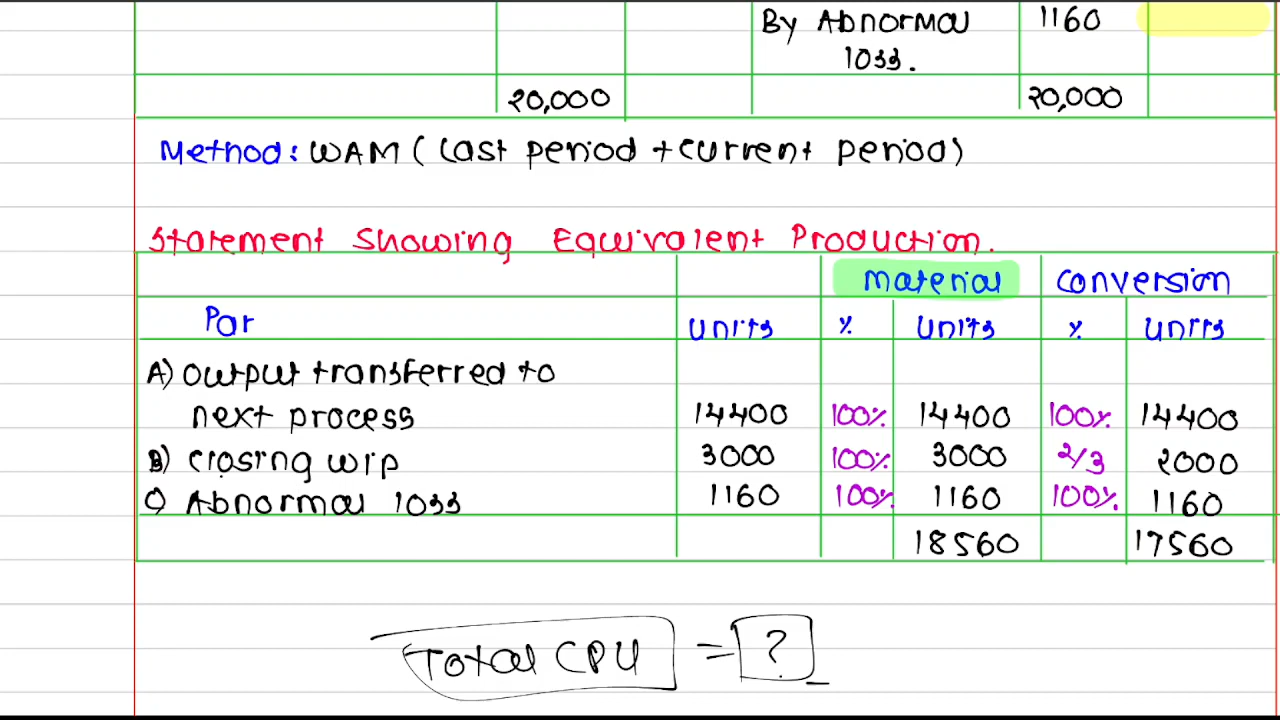 By Abnormal 1160
loss.
20,000 20,000
Method: WAM (Last period + current period)
Statement Showing Equivalent Production.
Material Conversion
Par Units % Units % Units
A) Output transferred to
next process 14400 100% 14400 100% 14400
B) Closing WIP 3000 100% 3000 2/3 2000
C) Abnormal loss 1160 100% 1160 100% 1160
18560 17560
Total CPU = ?